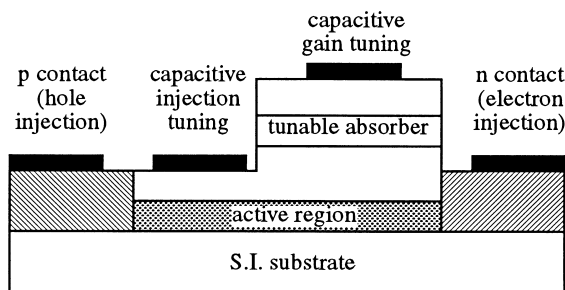 capacitive
gain tuning
p contact
(hole
injection)
capacitive
injection
tuning
n contact
(electron
injection)
tunable absorber
active region
S.I. substrate